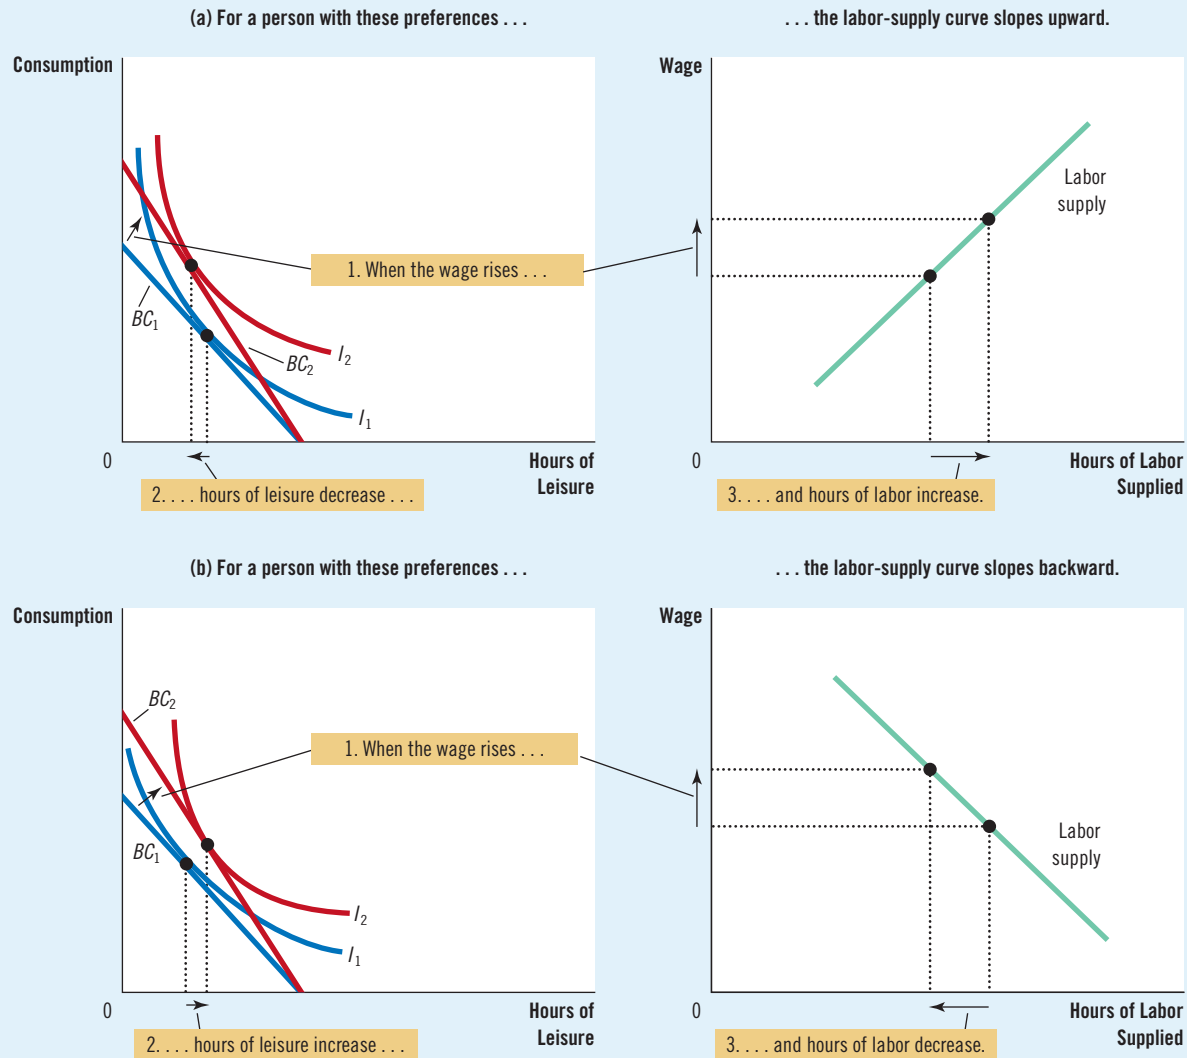 (a) For a person with these preferences . . .
. . . the labor-supply curve slopes upward.
Consumption
Wage
Labor
supply
1. When the wage rises . . .
BC1
BC2
I2
I1
0
Hours of
Leisure
0
Hours of Labor
Supplied
2. . . . hours of leisure decrease . . .
3. . . . and hours of labor increase.
(b) For a person with these preferences . . .
. . . the labor-supply curve slopes backward.
Consumption
Wage
BC2
1. When the wage rises . . .
BC1
Labor
supply
I2
I1
0
Hours of
Leisure
0
Hours of Labor
Supplied
2. . . . hours of leisure increase . . .
3. . . . and hours of labor decrease.